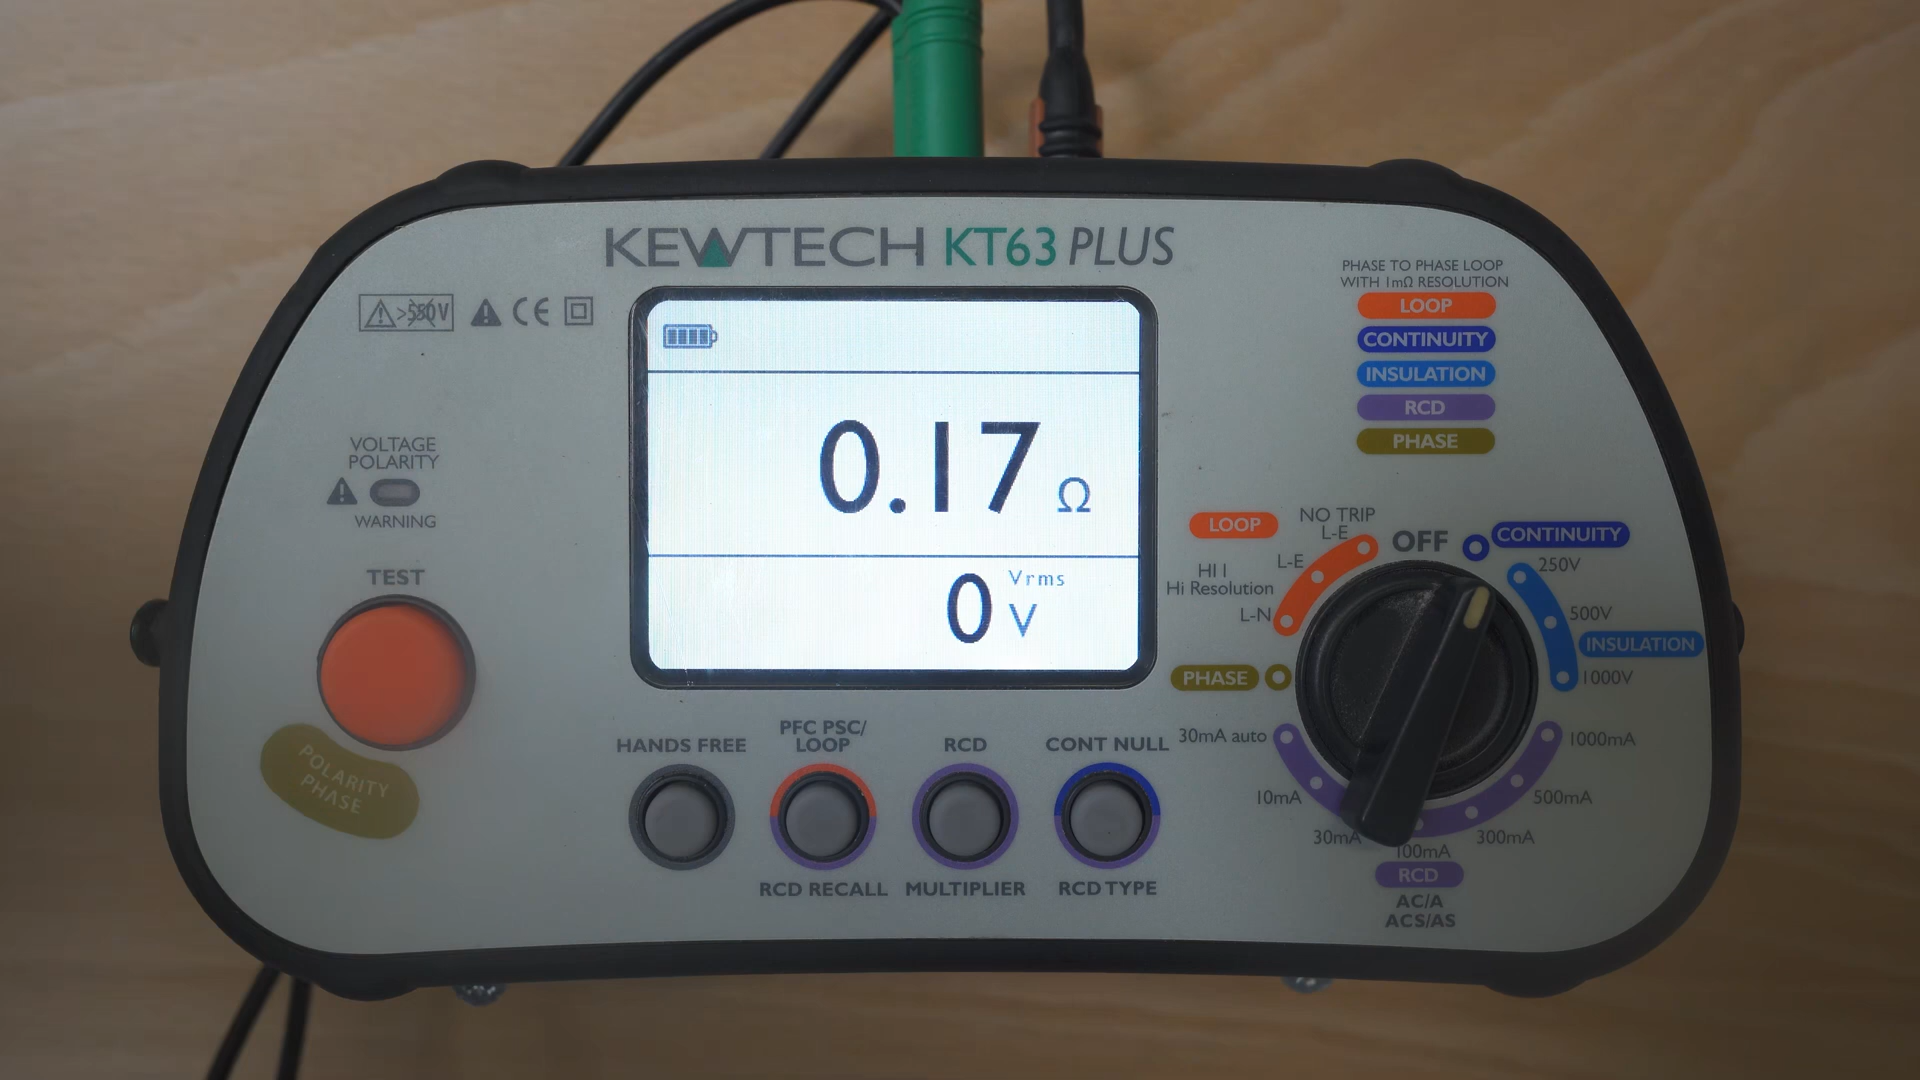 KEWTECH KT63 PLUS
PHASE TO PHASE LOOP
WITH 1mΩ RESOLUTION
LOOP
CONTINUITY
INSULATION
RCD
PHASE
>550V
CE
VOLTAGE
POLARITY
WARNING
TEST
POLARITY
PHASE
0.17 Ω
0 Vrms
V
HANDS FREE
PFC PSC/
LOOP
RCD
CONT NULL
RCD RECALL
MULTIPLIER
RCD TYPE
LOOP
NO TRIP
L-E
OFF
CONTINUITY
L-E
250V
HI I
Hi Resolution
L-N
500V
INSULATION
PHASE
1000V
30mA auto
1000mA
10mA
500mA
30mA
300mA
100mA
RCD
AC/A
ACS/AS